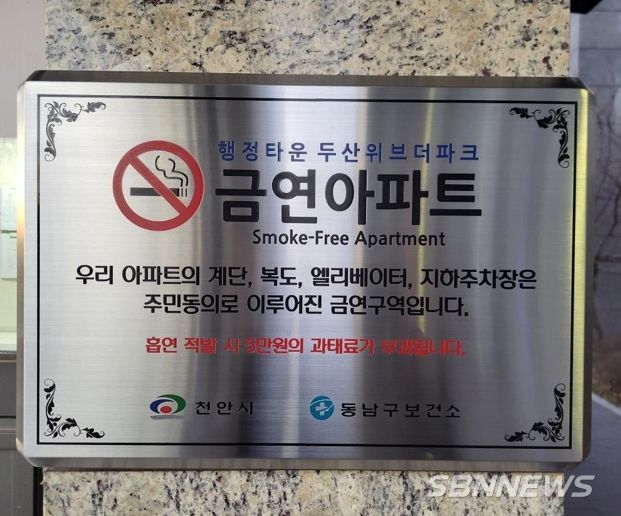 행정타운 두산위브더파크
금연아파트
Smoke-Free Apartment
우리 아파트의 계단, 복도, 엘리베이터, 지하주차장은
주민동의로 이루어진 금연구역입니다.
흡연 적발 시 5만원의 과태료가 부과됩니다.
천안시 동남구보건소
SBNNEWS